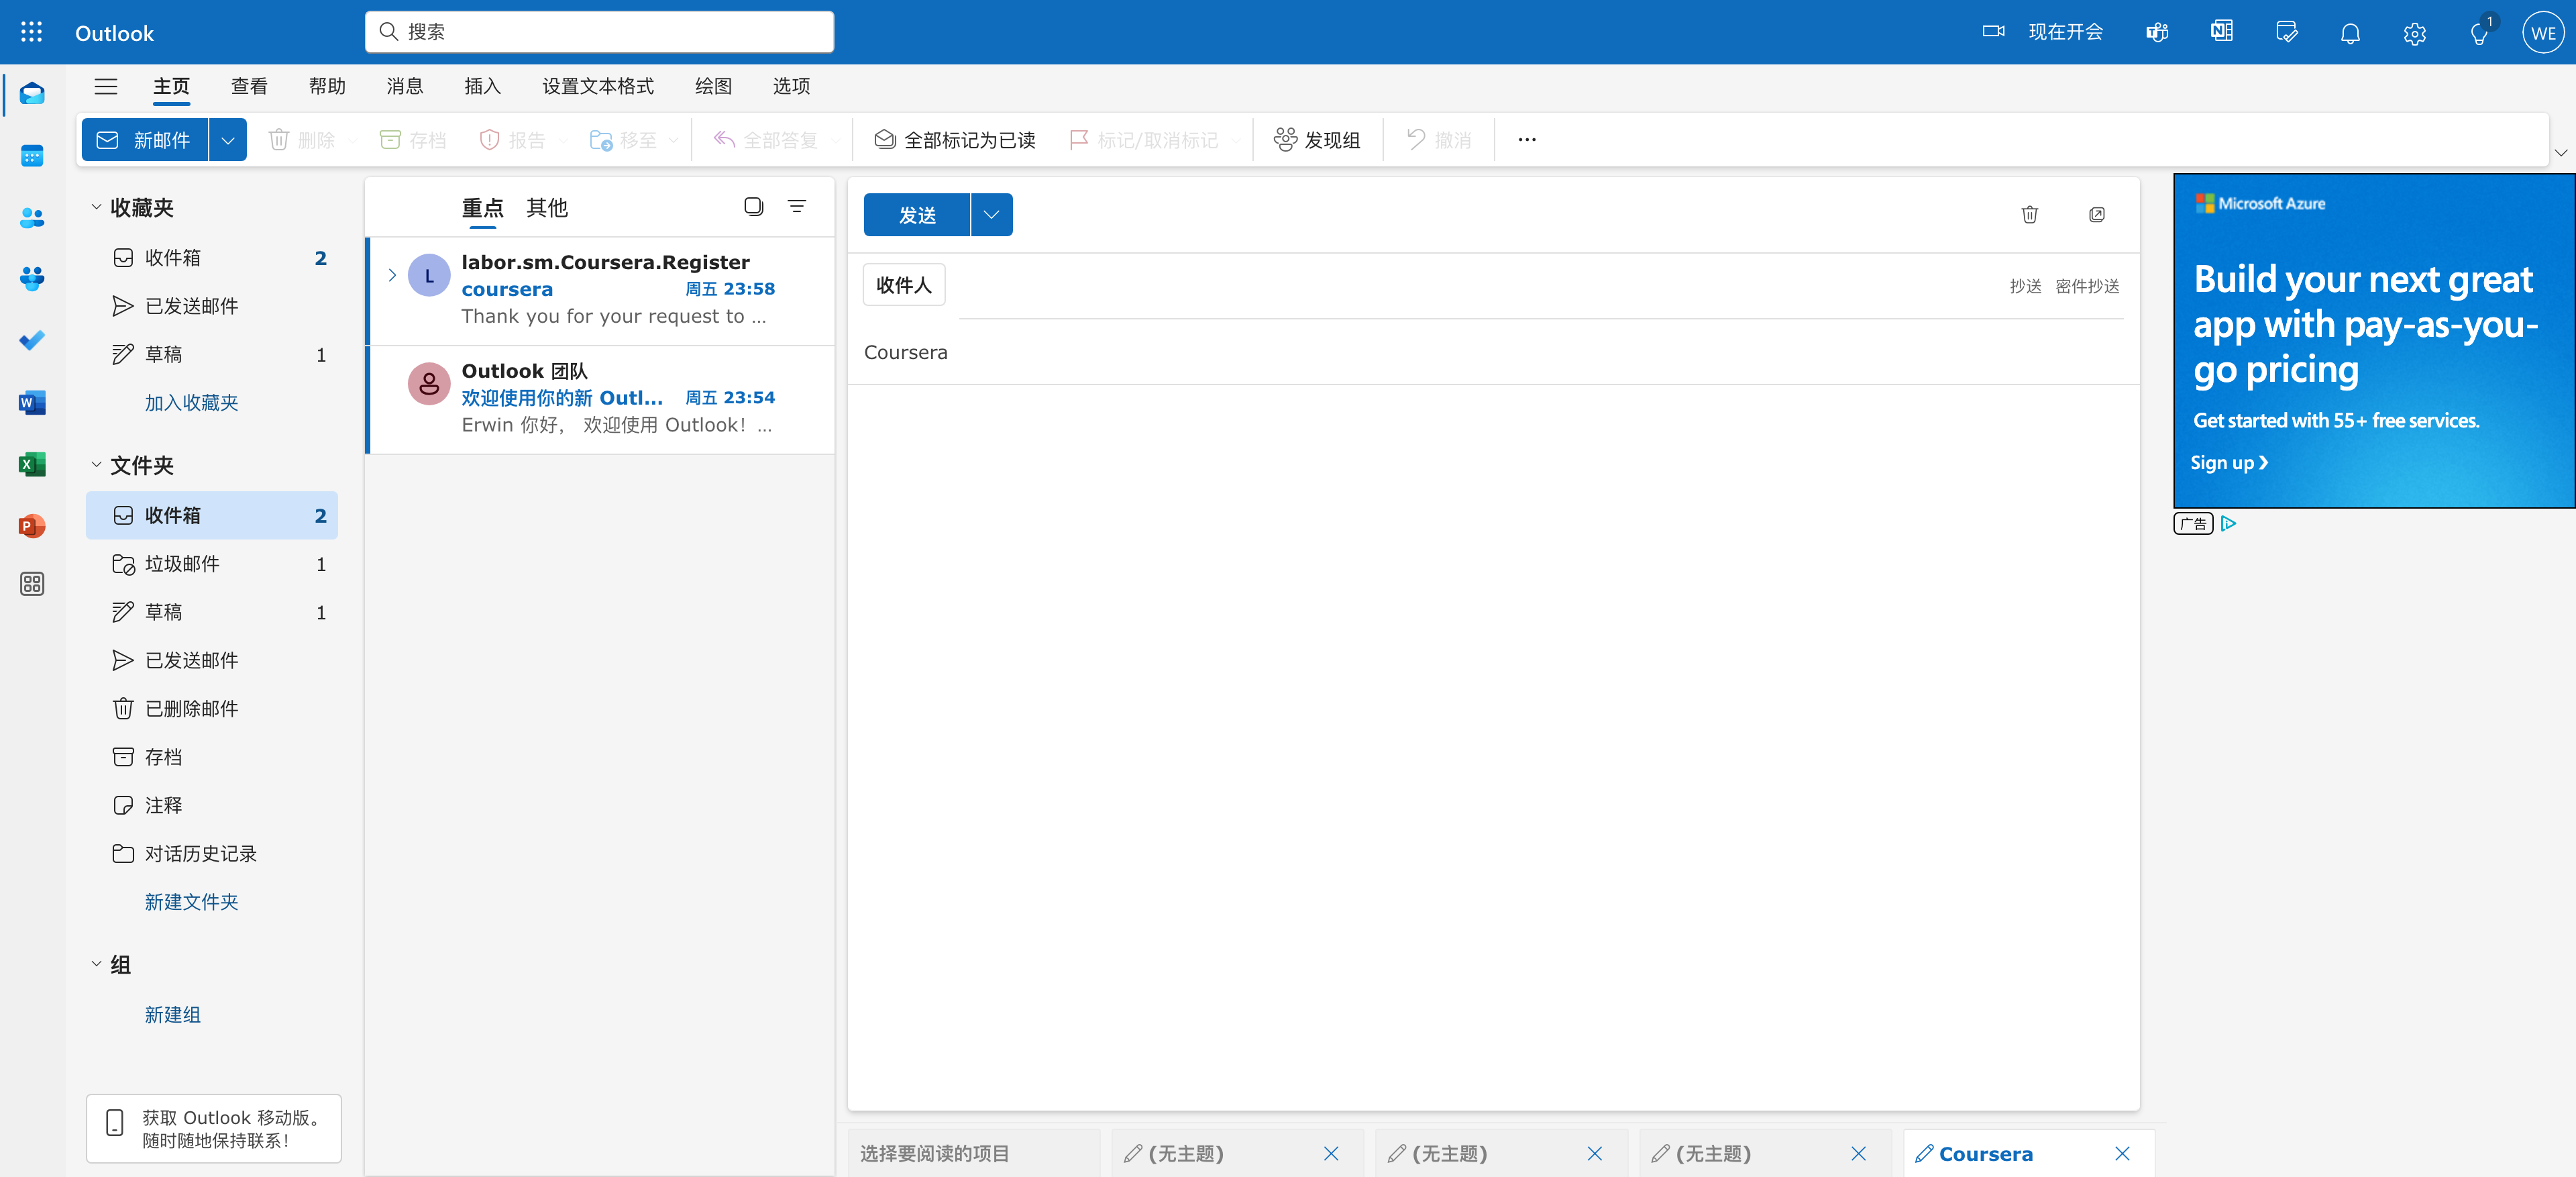 Outlook
搜索
现在开会
1
WE
主页
查看
帮助
消息
插入
设置文本格式
绘图
选项
新邮件
删除
存档
报告
移至
全部答复
全部标记为已读
标记/取消标记
发现组
撤消
收藏夹
收件箱
2
已发送邮件
草稿
1
加入收藏夹
文件夹
收件箱
2
垃圾邮件
1
草稿
1
已发送邮件
已删除邮件
存档
注释
对话历史记录
新建文件夹
组
新建组
获取 Outlook 移动版。
随时随地保持联系！
重点
其他
L
labor.sm.Coursera.Register
coursera
周五 23:58
Thank you for your request to ...
Outlook 团队
欢迎使用你的新 Outl...
周五 23:54
Erwin 你好， 欢迎使用 Outlook！...
发送
收件人
抄送
密件抄送
Coursera
选择要阅读的项目
(无主题)
(无主题)
(无主题)
Coursera
Microsoft Azure
Build your next great
app with pay-as-you-
go pricing
Get started with 55+ free services.
Sign up ❯
广告